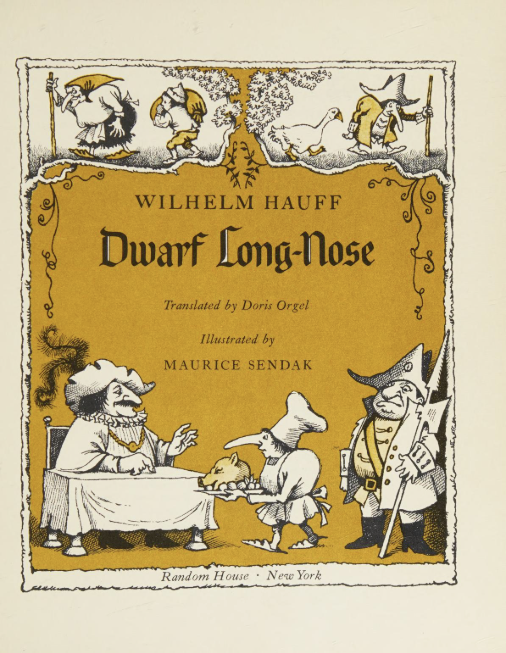 WILHELM HAUFF
Dwarf Long-Nose
Translated by Doris Orgel
Illustrated by
MAURICE SENDAK
Random House · New York